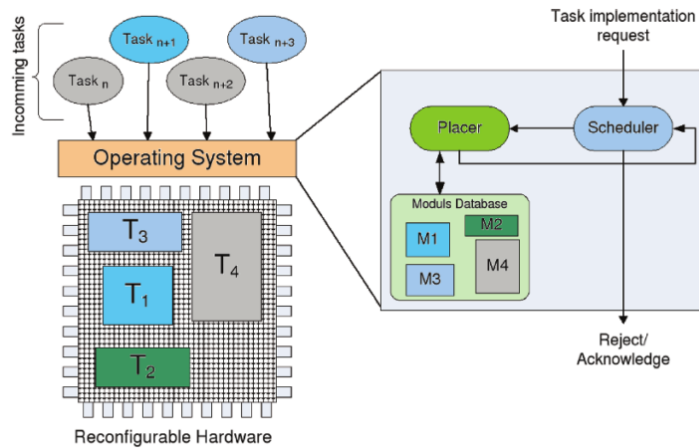 Incomming tasks
Task n
Task n+1
Task n+2
Task n+3
Operating System
T3
T1
T4
T2
Reconfigurable Hardware
Task implementation
request
Placer
Scheduler
Moduls Database
M1
M2
M3
M4
Reject/
Acknowledge